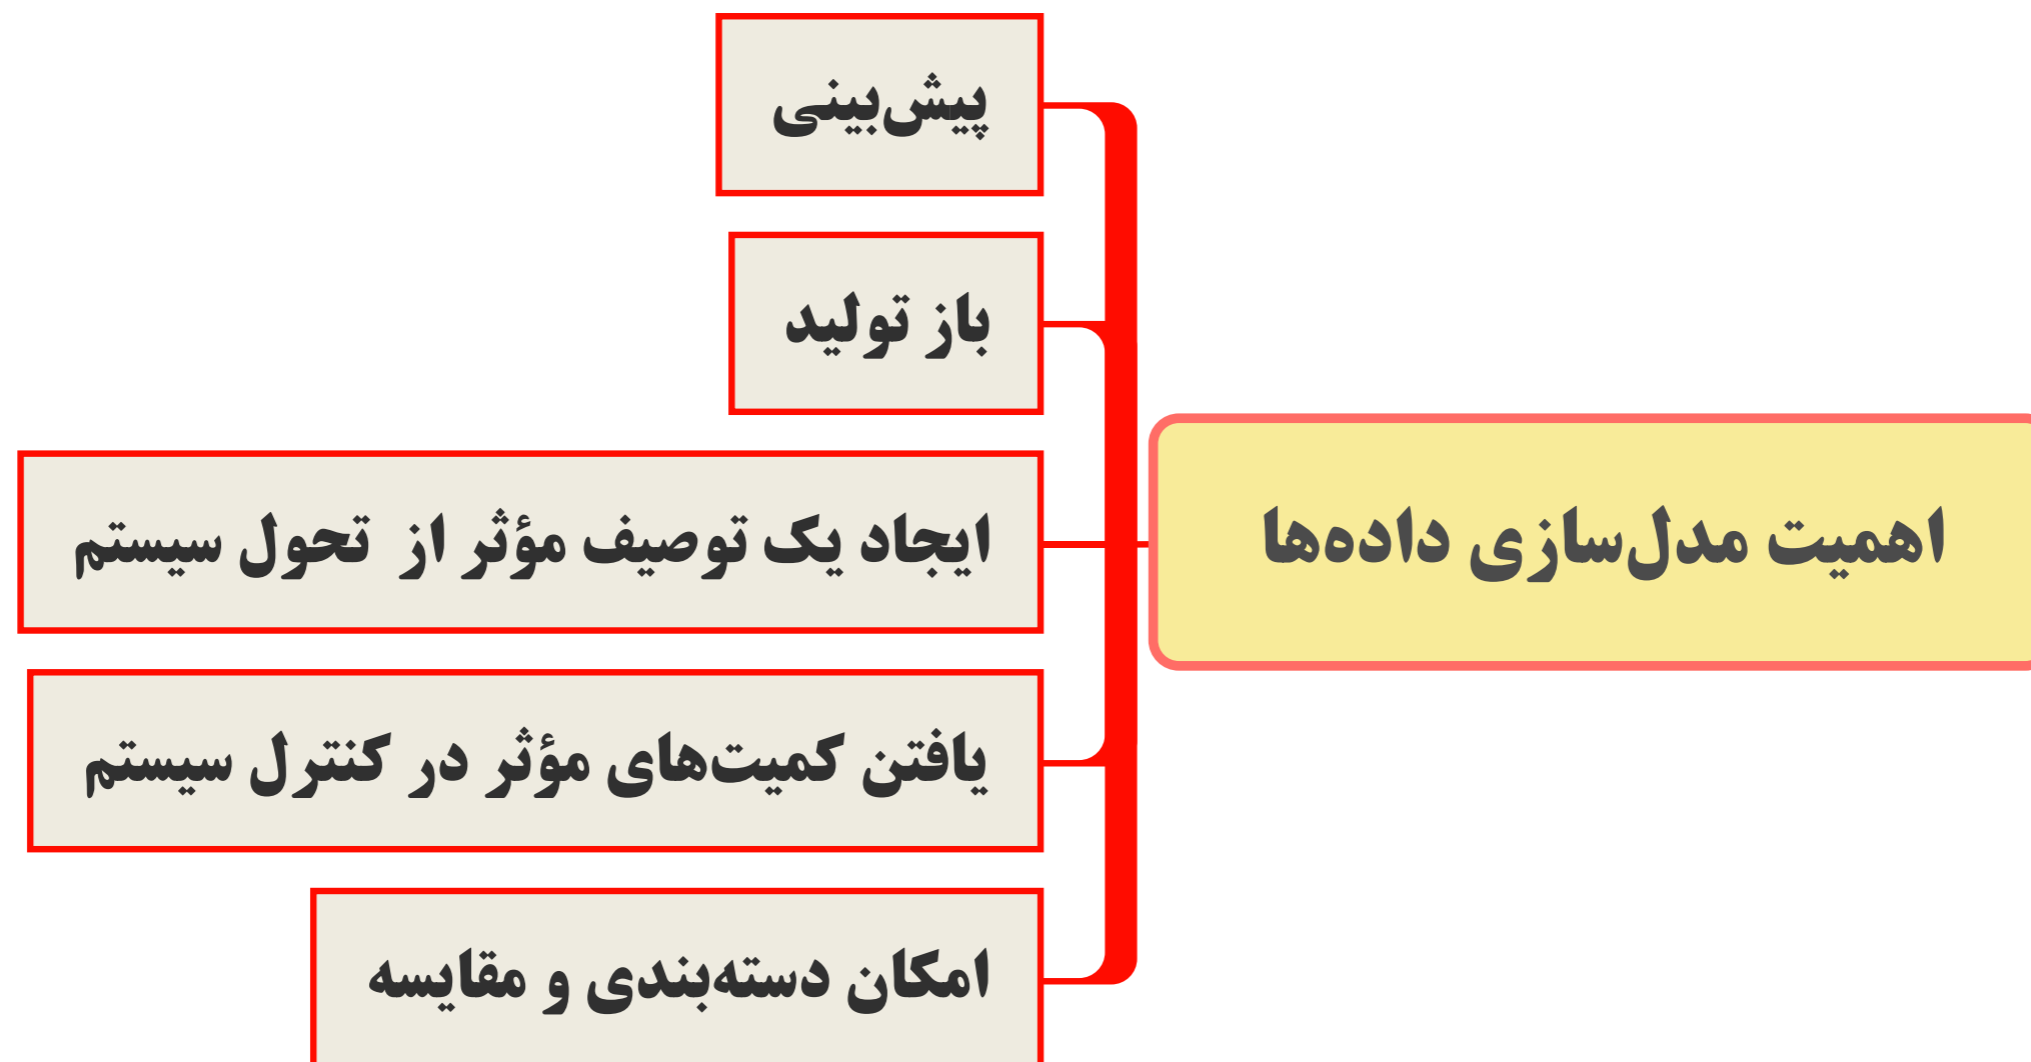 اهمیت مدل‌سازی داده‌ها
پیش‌بینی
باز تولید
ایجاد یک توصیف مؤثر از تحول سیستم
یافتن کمیت‌های مؤثر در کنترل سیستم
امکان دسته‌بندی و مقایسه